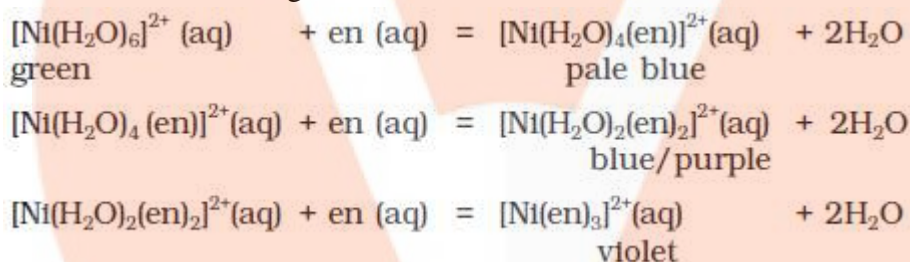 [Ni(H₂O)₆]²⁺ (aq) + en (aq) = [Ni(H₂O)₄(en)]²⁺(aq) + 2H₂O
green pale blue
[Ni(H₂O)₄ (en)]²⁺(aq) + en (aq) = [Ni(H₂O)₂(en)₂]²⁺(aq) + 2H₂O
blue/purple
[Ni(H₂O)₂(en)₂]²⁺(aq) + en (aq) = [Ni(en)₃]²⁺(aq) + 2H₂O
violet